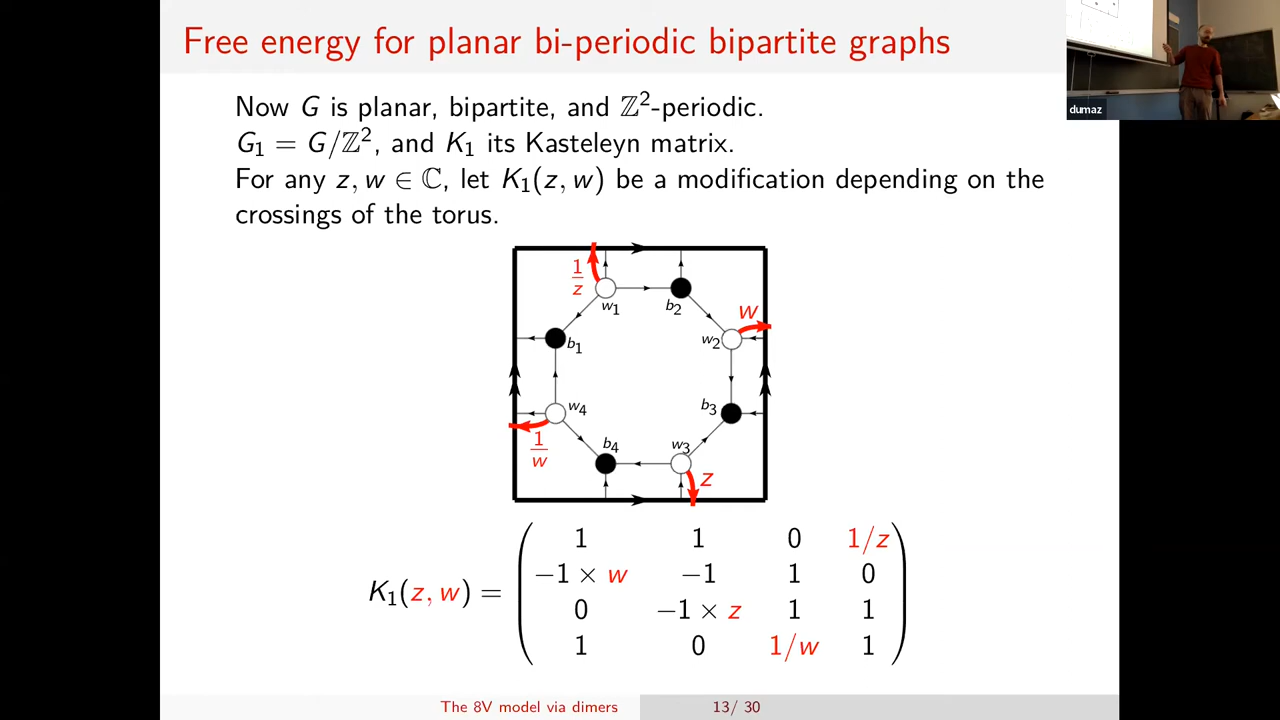 Free energy for planar bi-periodic bipartite graphs
dumaz
Now G is planar, bipartite, and ℤ²-periodic.
G₁ = G/ℤ², and K₁ its Kasteleyn matrix.
For any z, w ∈ ℂ, let K₁(z, w) be a modification depending on the
crossings of the torus.
1/z
w₁
b₂
w
w₂
b₁
w₄
b₃
1/w
b₄
w₃
z
K₁(z, w) =
1 1 0 1/z
−1 × w −1 1 0
0 −1 × z 1 1
1 0 1/w 1
The 8V model via dimers 13/ 30